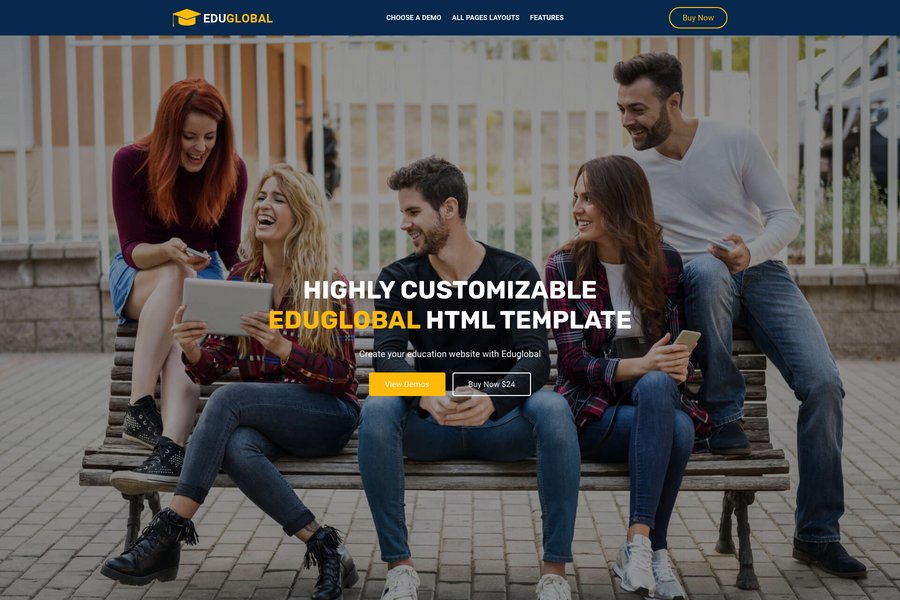 EDUGLOBAL
CHOOSE A DEMO
ALL PAGES LAYOUTS
FEATURES
Buy Now
HIGHLY CUSTOMIZABLE
EDUGLOBAL HTML TEMPLATE
Create your education website with Eduglobal
View Demos
Buy Now $24